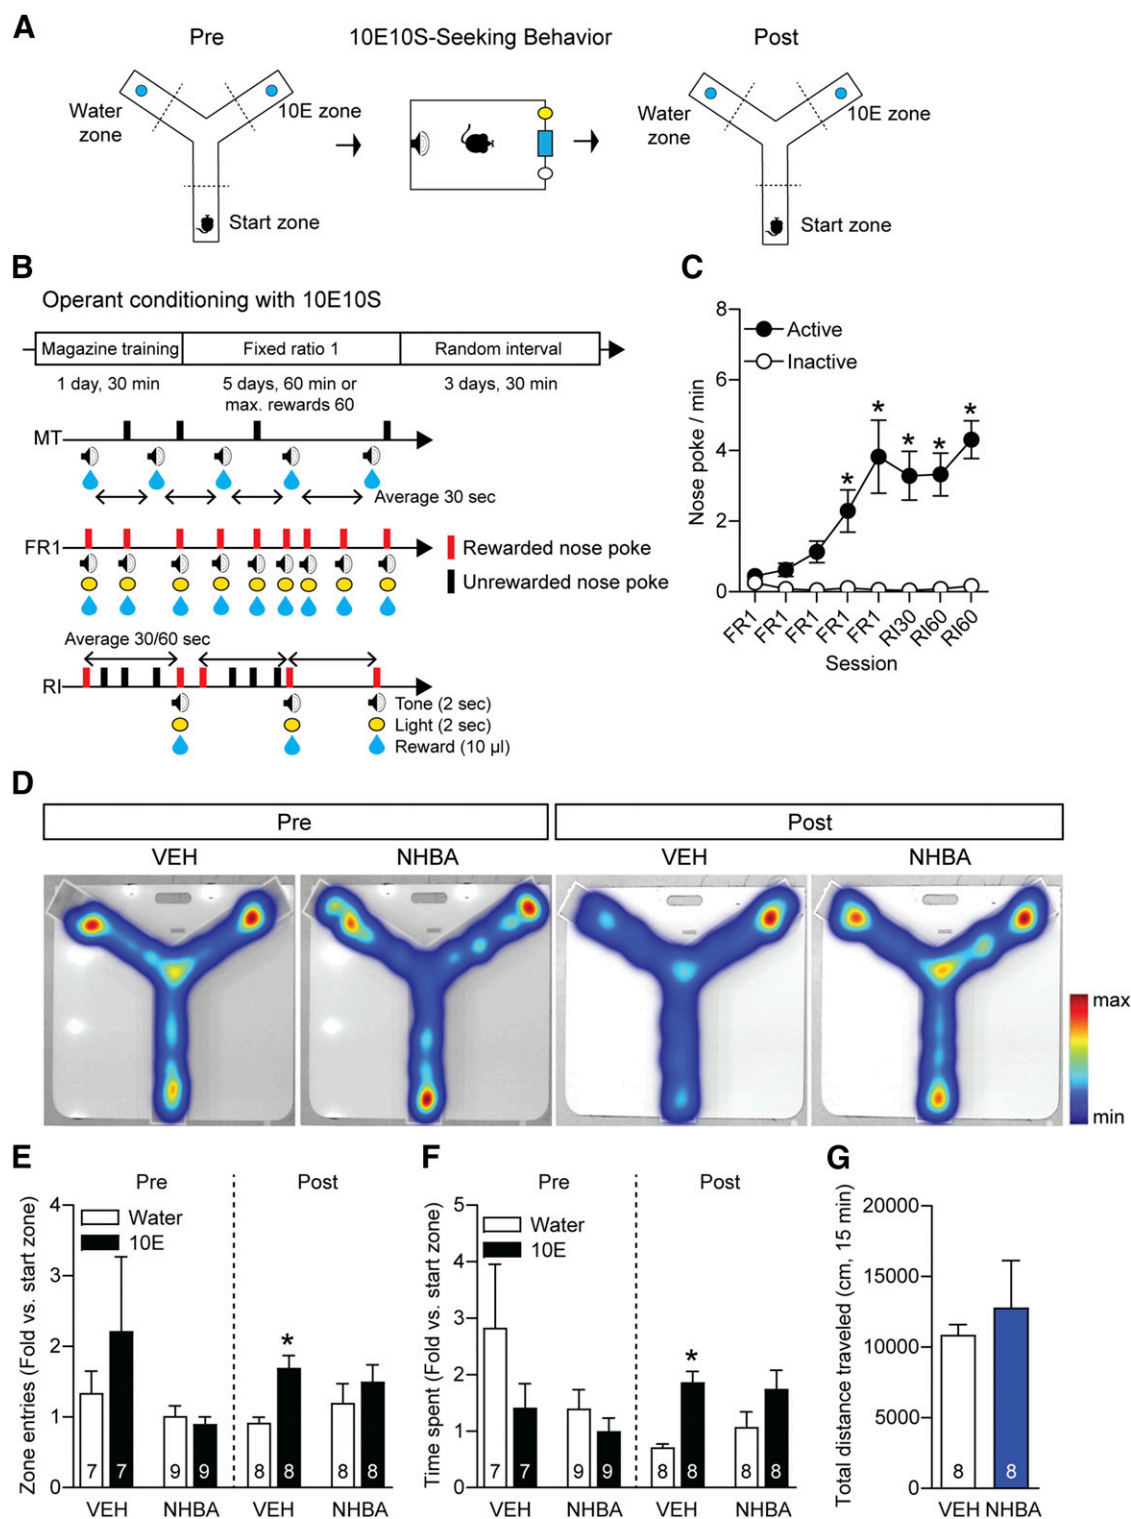 A
Pre
10E10S-Seeking Behavior
Post
Water
zone
10E zone
Start zone
Water
zone
10E zone
Start zone
B
Operant conditioning with 10E10S
Magazine training
Fixed ratio 1
Random interval
1 day, 30 min
5 days, 60 min or
max. rewards 60
3 days, 30 min
MT
Average 30 sec
FR1
Rewarded nose poke
Unrewarded nose poke
Average 30/60 sec
RI
Tone (2 sec)
Light (2 sec)
Reward (10 µl)
C
Nose poke / min
8
6
4
2
0
Active
Inactive
* * * * *
FR1 FR1 FR1 FR1 FR1 RI30 RI60 RI60
Session
D
Pre
Post
VEH
NHBA
VEH
NHBA
max
min
E
Pre
Post
Zone entries (Fold vs. start zone)
4
3
2
1
0
Water
10E
*
7 7 9 9 8 8 8 8
VEH NHBA VEH NHBA
F
Pre
Post
Time spent (Fold vs. start zone)
5
4
3
2
1
0
Water
10E
*
7 7 9 9 8 8 8 8
VEH NHBA VEH NHBA
G
Total distance traveled (cm, 15 min)
20000
15000
10000
5000
0
8 8
VEH NHBA